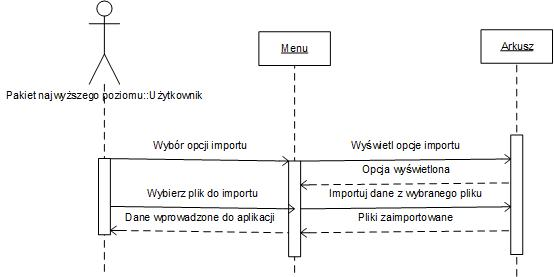 Menu
Arkusz
Pakiet najwyższego poziomu::Użytkownik
Wybór opcji importu
Wyświetl opcje importu
Opcja wyświetlona
Wybierz plik do importu
Importuj dane z wybranego pliku
Dane wprowadzone do aplikacji
Pliki zaimportowane